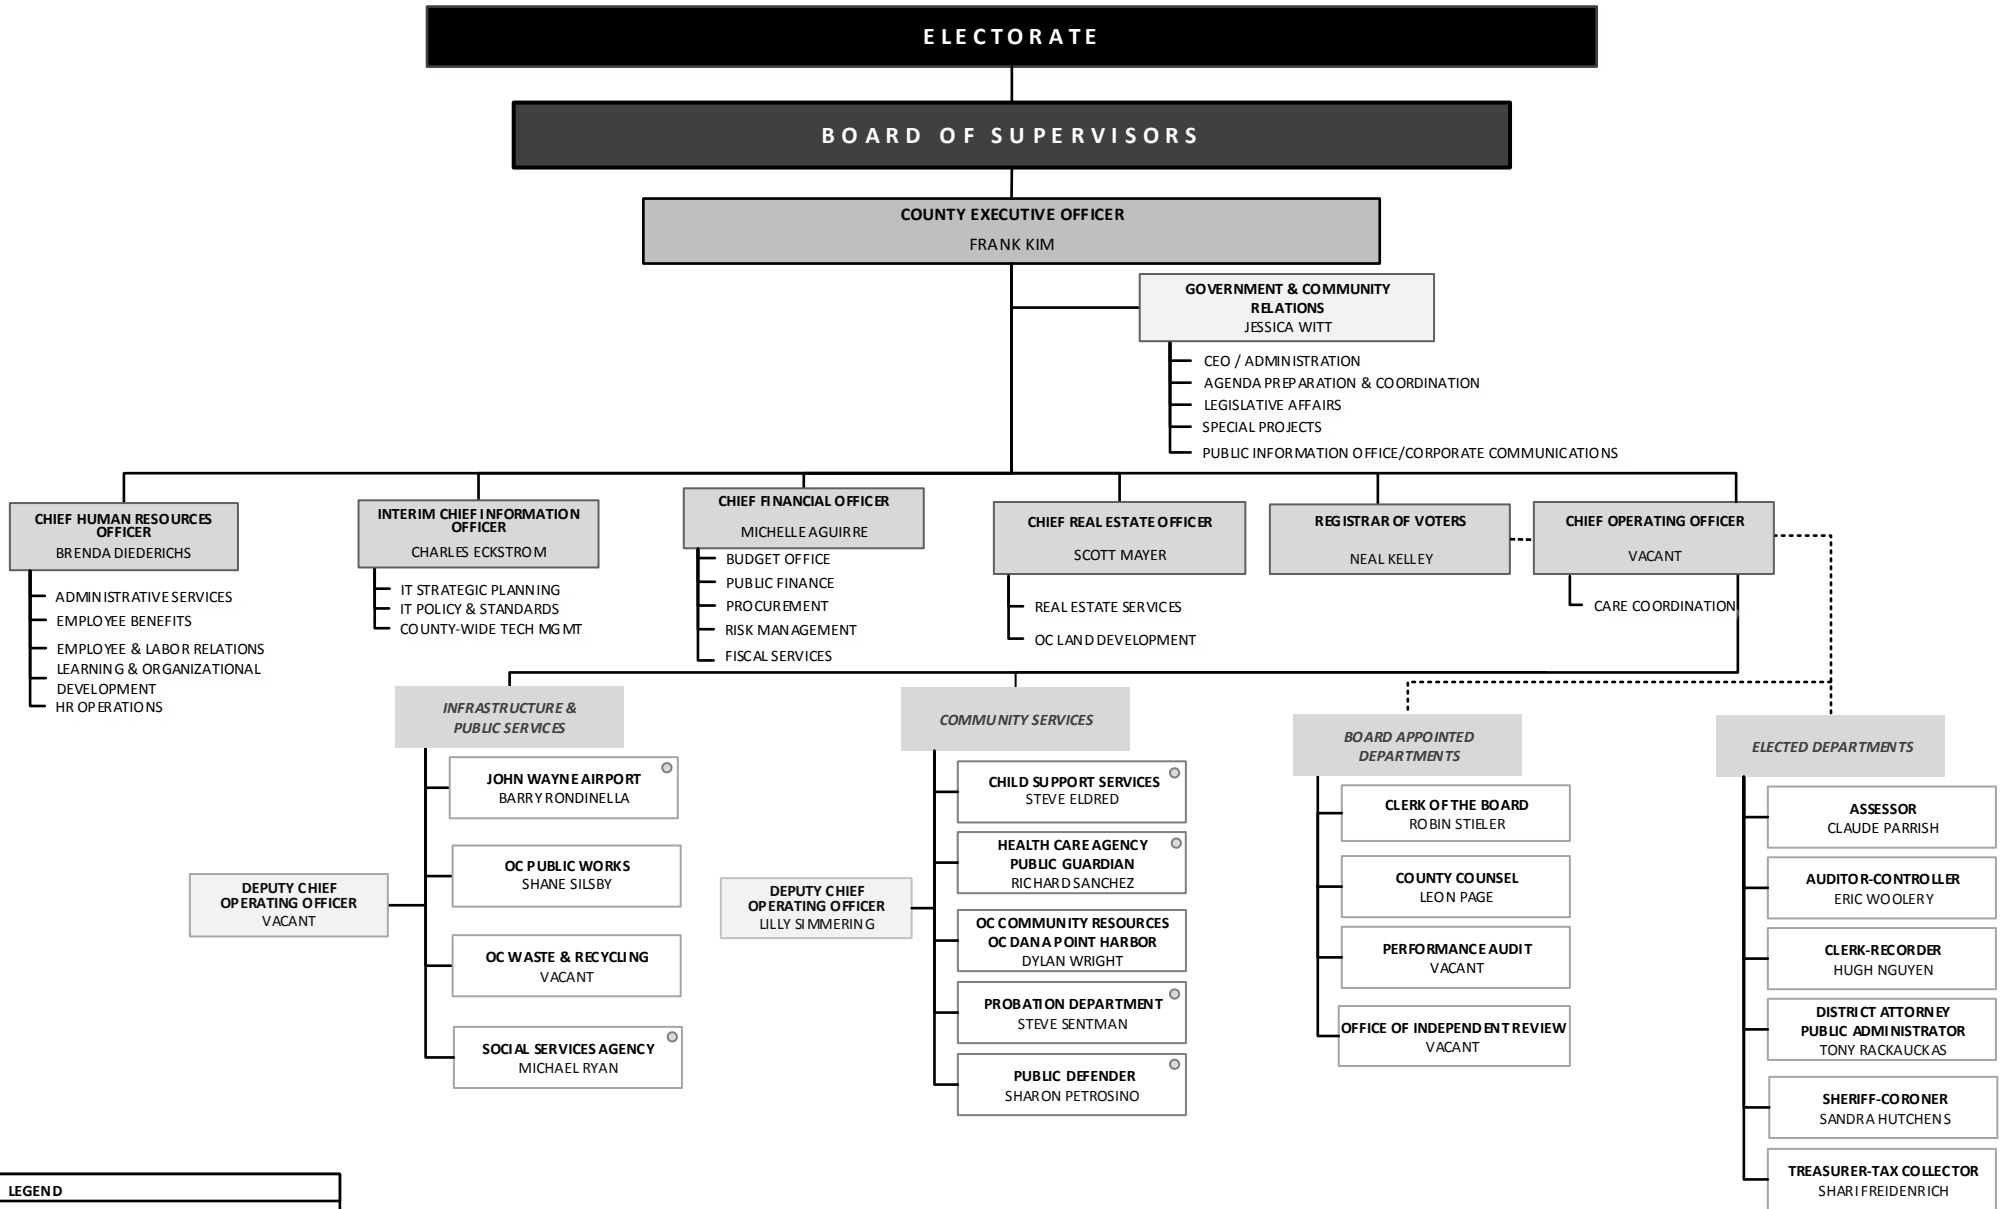 ELECTORATE
BOARD OF SUPERVISORS
COUNTY EXECUTIVE OFFICER
FRANK KIM
GOVERNMENT & COMMUNITY
RELATIONS
JESSICA WITT
CEO / ADMINISTRATION
AGENDA PREPARATION & COORDINATION
LEGISLATIVE AFFAIRS
SPECIAL PROJECTS
PUBLIC INFORMATION OFFICE/CORPORATE COMMUNICATIONS
CHIEF HUMAN RESOURCES
OFFICER
BRENDA DIEDERICHS
ADMINISTRATIVE SERVICES
EMPLOYEE BENEFITS
EMPLOYEE & LABOR RELATIONS
LEARNING & ORGANIZATIONAL
DEVELOPMENT
HR OPERATIONS
INTERIM CHIEF INFORMATION
OFFICER
CHARLES ECKSTROM
IT STRATEGIC PLANNING
IT POLICY & STANDARDS
COUNTY-WIDE TECH MGMT
CHIEF FINANCIAL OFFICER
MICHELLE AGUIRRE
BUDGET OFFICE
PUBLIC FINANCE
PROCUREMENT
RISK MANAGEMENT
FISCAL SERVICES
CHIEF REAL ESTATE OFFICER
SCOTT MAYER
REAL ESTATE SERVICES
OC LAND DEVELOPMENT
REGISTRAR OF VOTERS
NEAL KELLEY
CHIEF OPERATING OFFICER
VACANT
CARE COORDINATION
INFRASTRUCTURE &
PUBLIC SERVICES
JOHN WAYNE AIRPORT
BARRY RONDINELLA
OC PUBLIC WORKS
SHANE SILSBY
DEPUTY CHIEF
OPERATING OFFICER
VACANT
OC WASTE & RECYCLING
VACANT
SOCIAL SERVICES AGENCY
MICHAEL RYAN
COMMUNITY SERVICES
CHILD SUPPORT SERVICES
STEVE ELDRED
HEALTH CARE AGENCY
PUBLIC GUARDIAN
RICHARD SANCHEZ
DEPUTY CHIEF
OPERATING OFFICER
LILLY SIMMERING
OC COMMUNITY RESOURCES
OC DANA POINT HARBOR
DYLAN WRIGHT
PROBATION DEPARTMENT
STEVE SENTMAN
PUBLIC DEFENDER
SHARON PETROSINO
BOARD APPOINTED
DEPARTMENTS
CLERK OF THE BOARD
ROBIN STIELER
COUNTY COUNSEL
LEON PAGE
PERFORMANCE AUDIT
VACANT
OFFICE OF INDEPENDENT REVIEW
VACANT
ELECTED DEPARTMENTS
ASSESSOR
CLAUDE PARRISH
AUDITOR-CONTROLLER
ERIC WOOLERY
CLERK-RECORDER
HUGH NGUYEN
DISTRICT ATTORNEY
PUBLIC ADMINISTRATOR
TONY RACKAUCKAS
SHERIFF-CORONER
SANDRA HUTCHENS
TREASURER-TAX COLLECTOR
SHARI FREIDENRICH
LEGEND